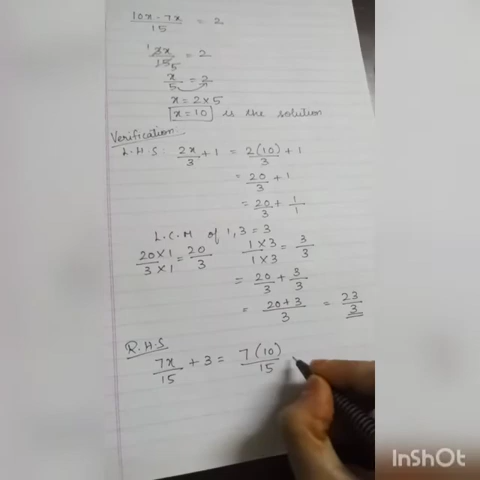 10x - 7x / 15 = 2
1 3x / 15 5 = 2
x / 5 = 2
x = 2 × 5
x = 10 is the solution
Verification
L.H.S: 2x/3 + 1 = 2(10)/3 + 1
= 20/3 + 1
= 20/3 + 1/1
L.C.M of 1, 3 = 3
20 × 1 / 3 × 1 = 20/3   1 × 3 / 1 × 3 = 3/3
= 20/3 + 3/3
= 20 + 3 / 3 = 23/3
R.H.S
7x/15 + 3 = 7(10)/15
InShOt